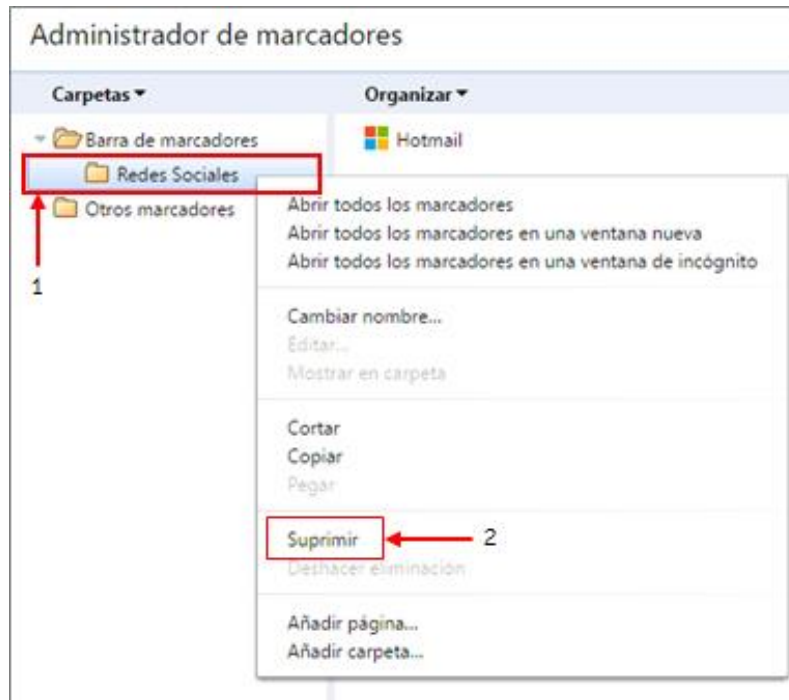 Administrador de marcadores
Carpetas
Organizar
Barra de marcadores
Hotmail
Redes Sociales
Otros marcadores
1
Abrir todos los marcadores
Abrir todos los marcadores en una ventana nueva
Abrir todos los marcadores en una ventana de incógnito
Cambiar nombre...
Editar...
Mostrar en carpeta
Cortar
Copiar
Pegar
Suprimir
2
Deshacer eliminación
Añadir página...
Añadir carpeta...